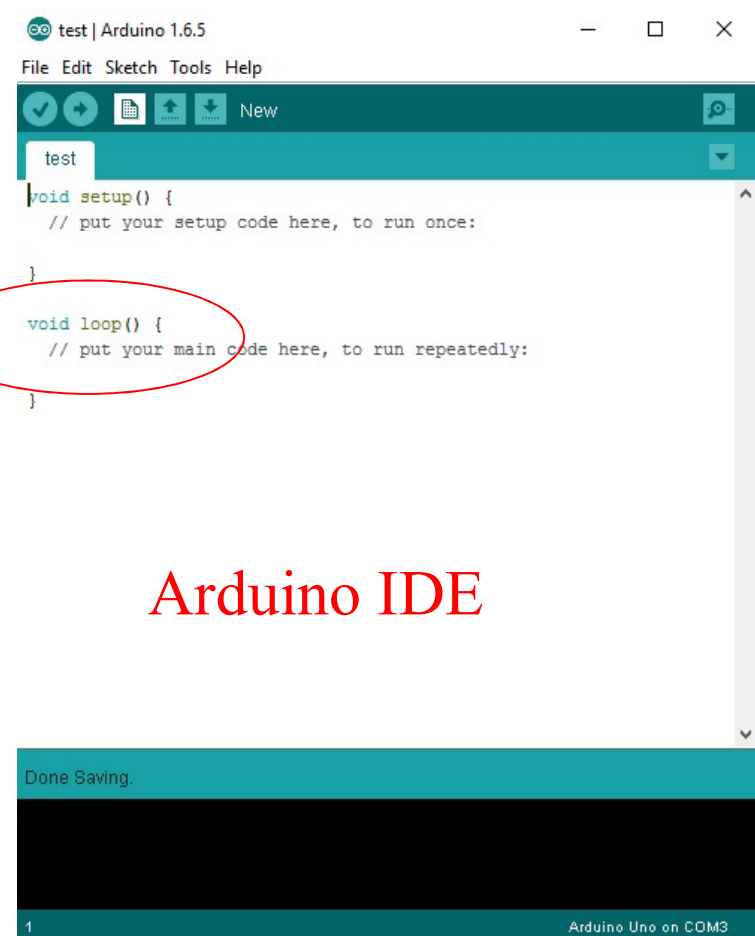 test | Arduino 1.6.5
File Edit Sketch Tools Help
New
test
void setup() {
  // put your setup code here, to run once:
}
void loop() {
  // put your main code here, to run repeatedly:
}
Arduino IDE
Done Saving.
1 Arduino Uno on COM3